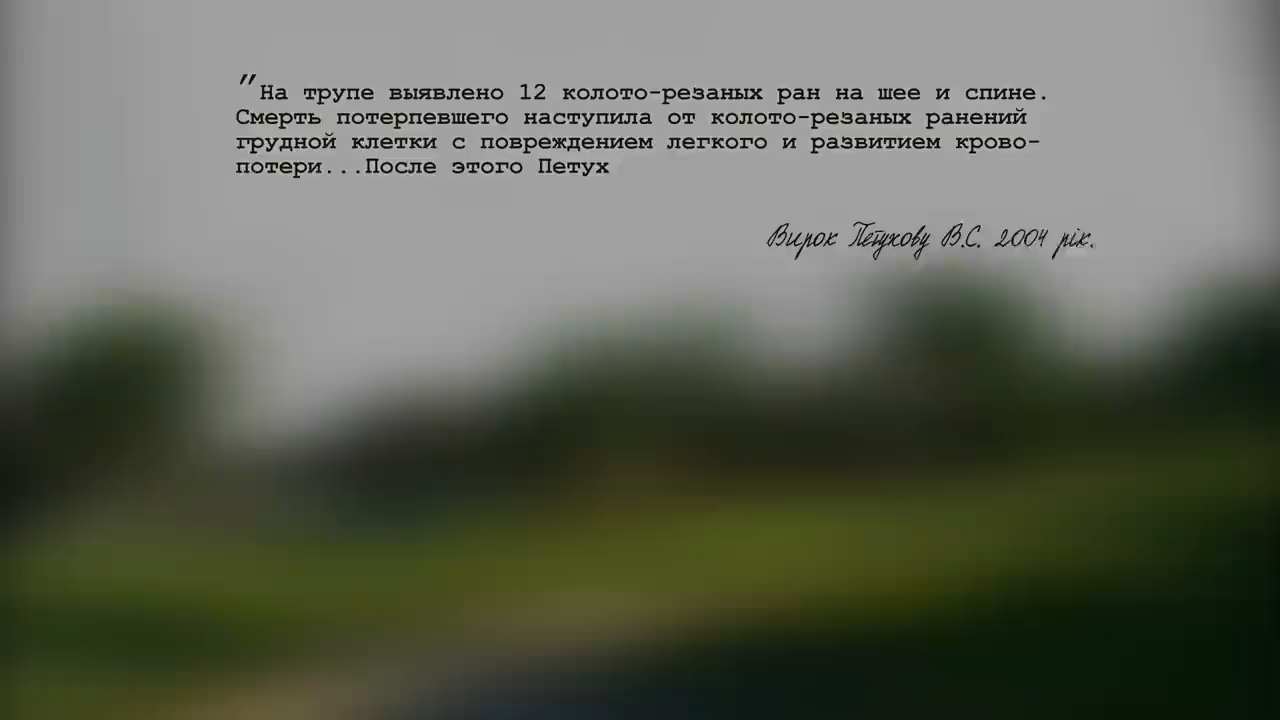 "На трупе выявлено 12 колото-резаных ран на шее и спине.
Смерть потерпевшего наступила от колото-резаных ранений
грудной клетки с повреждением легкого и развитием крово-
потери...После этого Петух
Вирок Пєтухову В.С. 2004 рік.